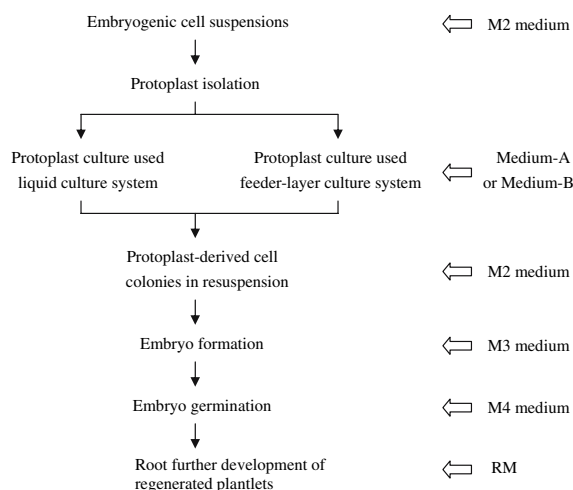 Embryogenic cell suspensions
M2 medium
Protoplast isolation
Protoplast culture used
liquid culture system
Protoplast culture used
feeder-layer culture system
Medium-A
or Medium-B
Protoplast-derived cell
colonies in resuspension
M2 medium
Embryo formation
M3 medium
Embryo germination
M4 medium
Root further development of
regenerated plantlets
RM